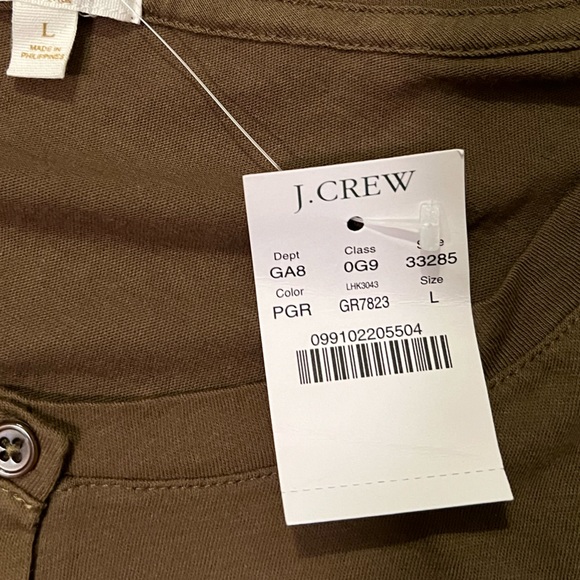 L
MADE IN
PHILIPPINES
J.CREW
Dept Class
GA8 0G9 33285
Color LHK3043 Size
PGR GR7823 L
099102205504